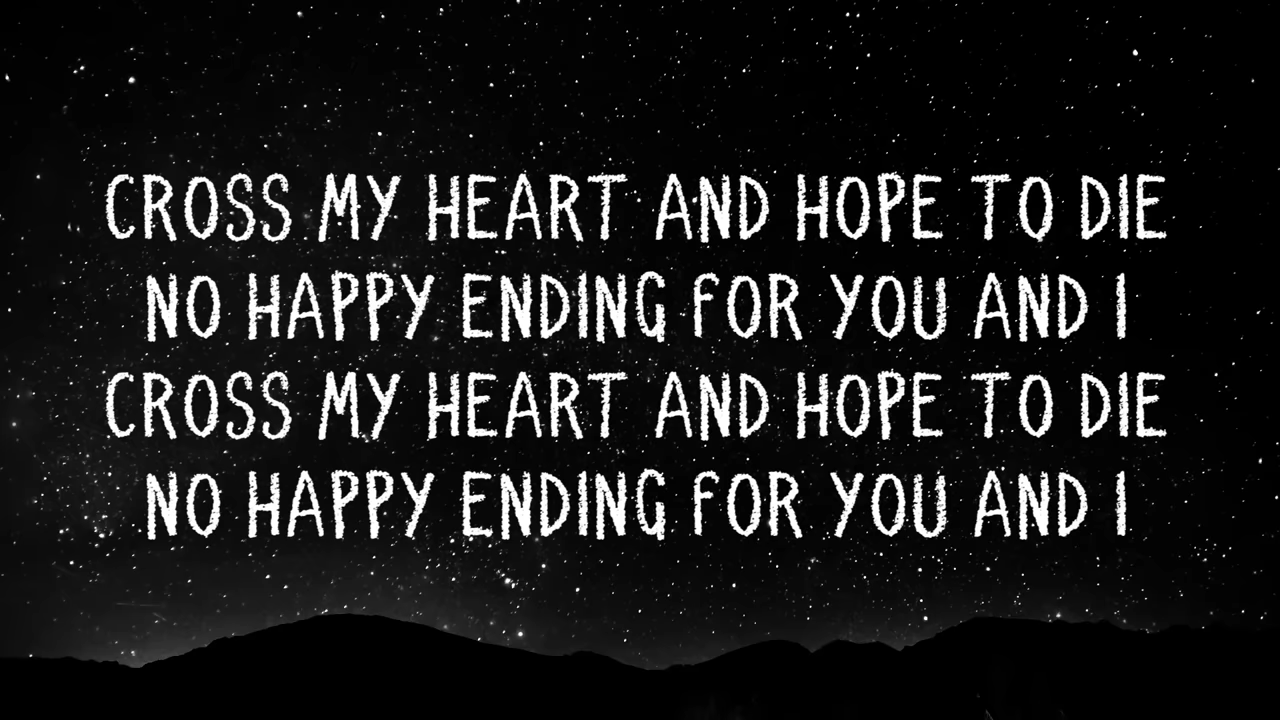 CROSS MY HEART AND HOPE TO DIE
NO HAPPY ENDING FOR YOU AND I
CROSS MY HEART AND HOPE TO DIE
NO HAPPY ENDING FOR YOU AND I